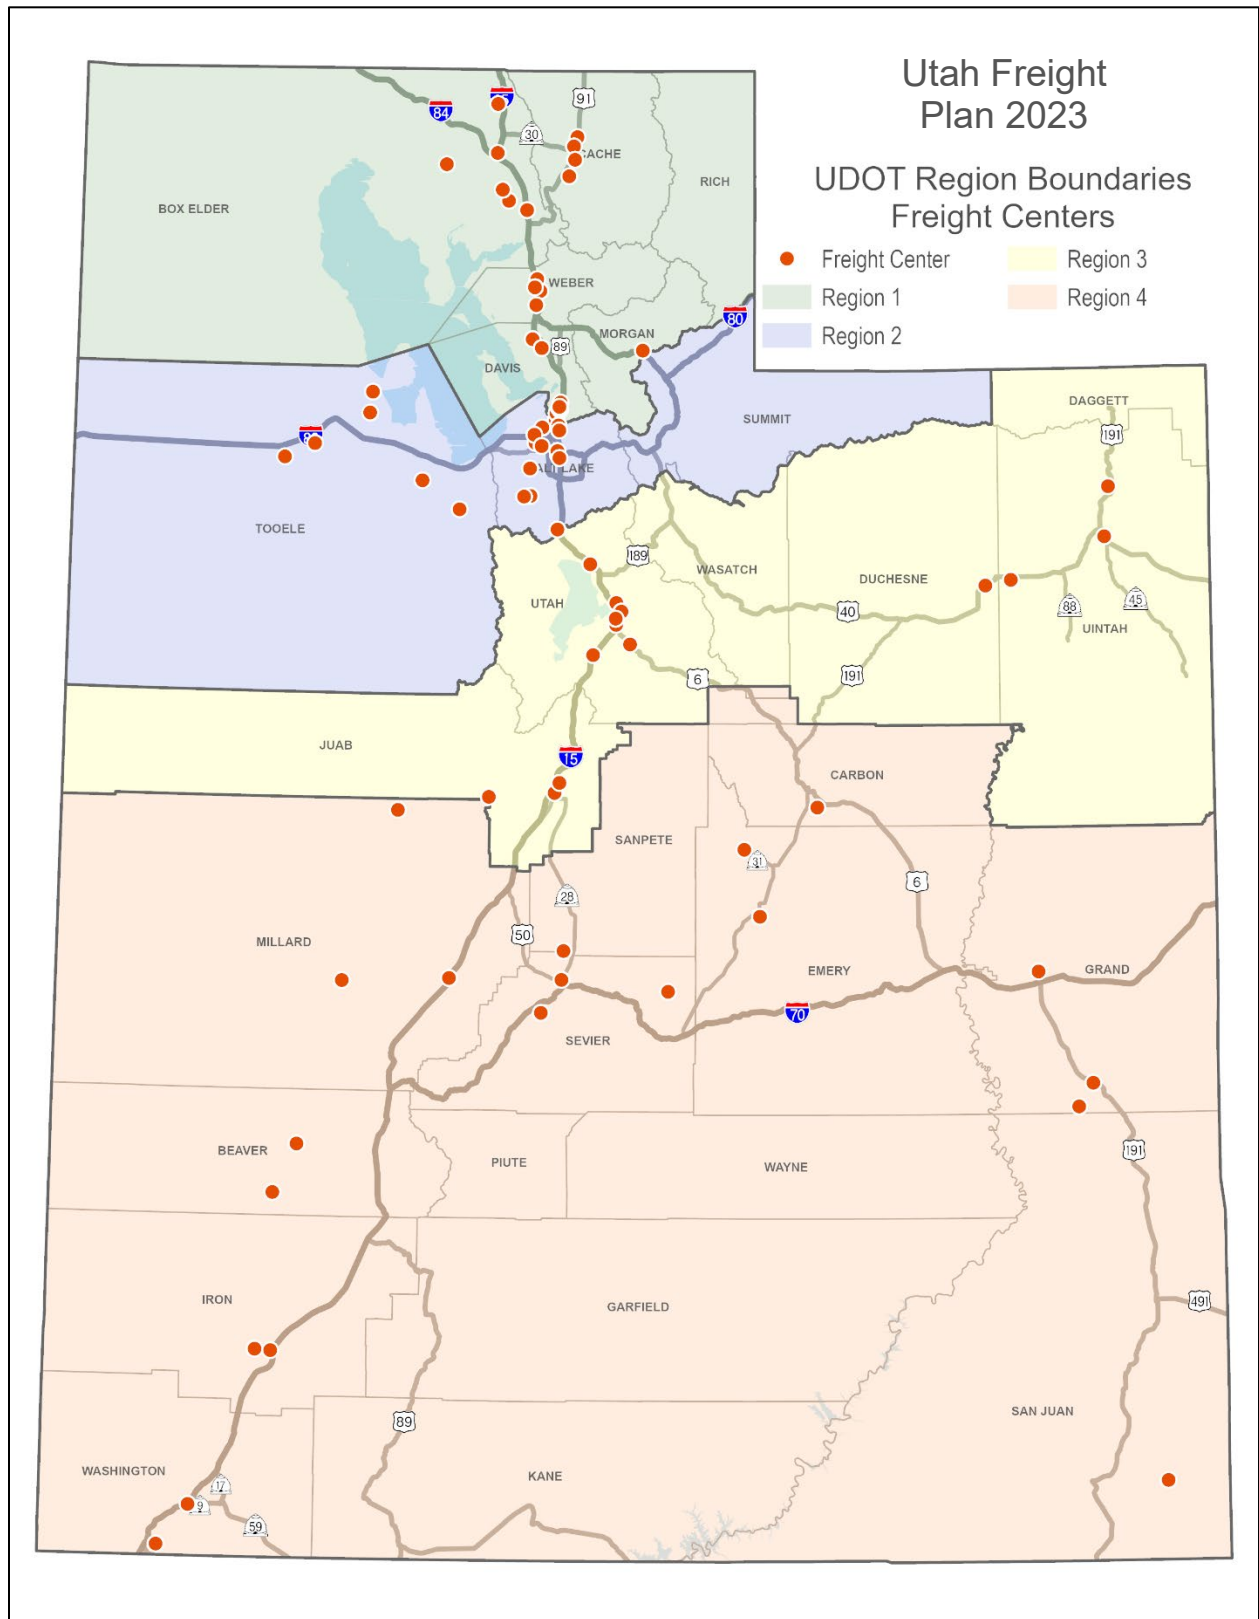 Utah Freight
Plan 2023
UDOT Region Boundaries
Freight Centers
Freight Center
Region 3
Region 1
Region 4
Region 2
84
91
30
CACHE
RICH
BOX ELDER
WEBER
80
MORGAN
89
DAVIS
SUMMIT
DAGGETT
191
SALT LAKE
TOOELE
189
WASATCH
DUCHESNE
UTAH
40
88
45
UINTAH
6
191
JUAB
15
CARBON
SANPETE
31
6
28
50
MILLARD
EMERY
GRAND
70
SEVIER
BEAVER
PIUTE
WAYNE
191
IRON
GARFIELD
491
89
SAN JUAN
WASHINGTON
KANE
17
9
59